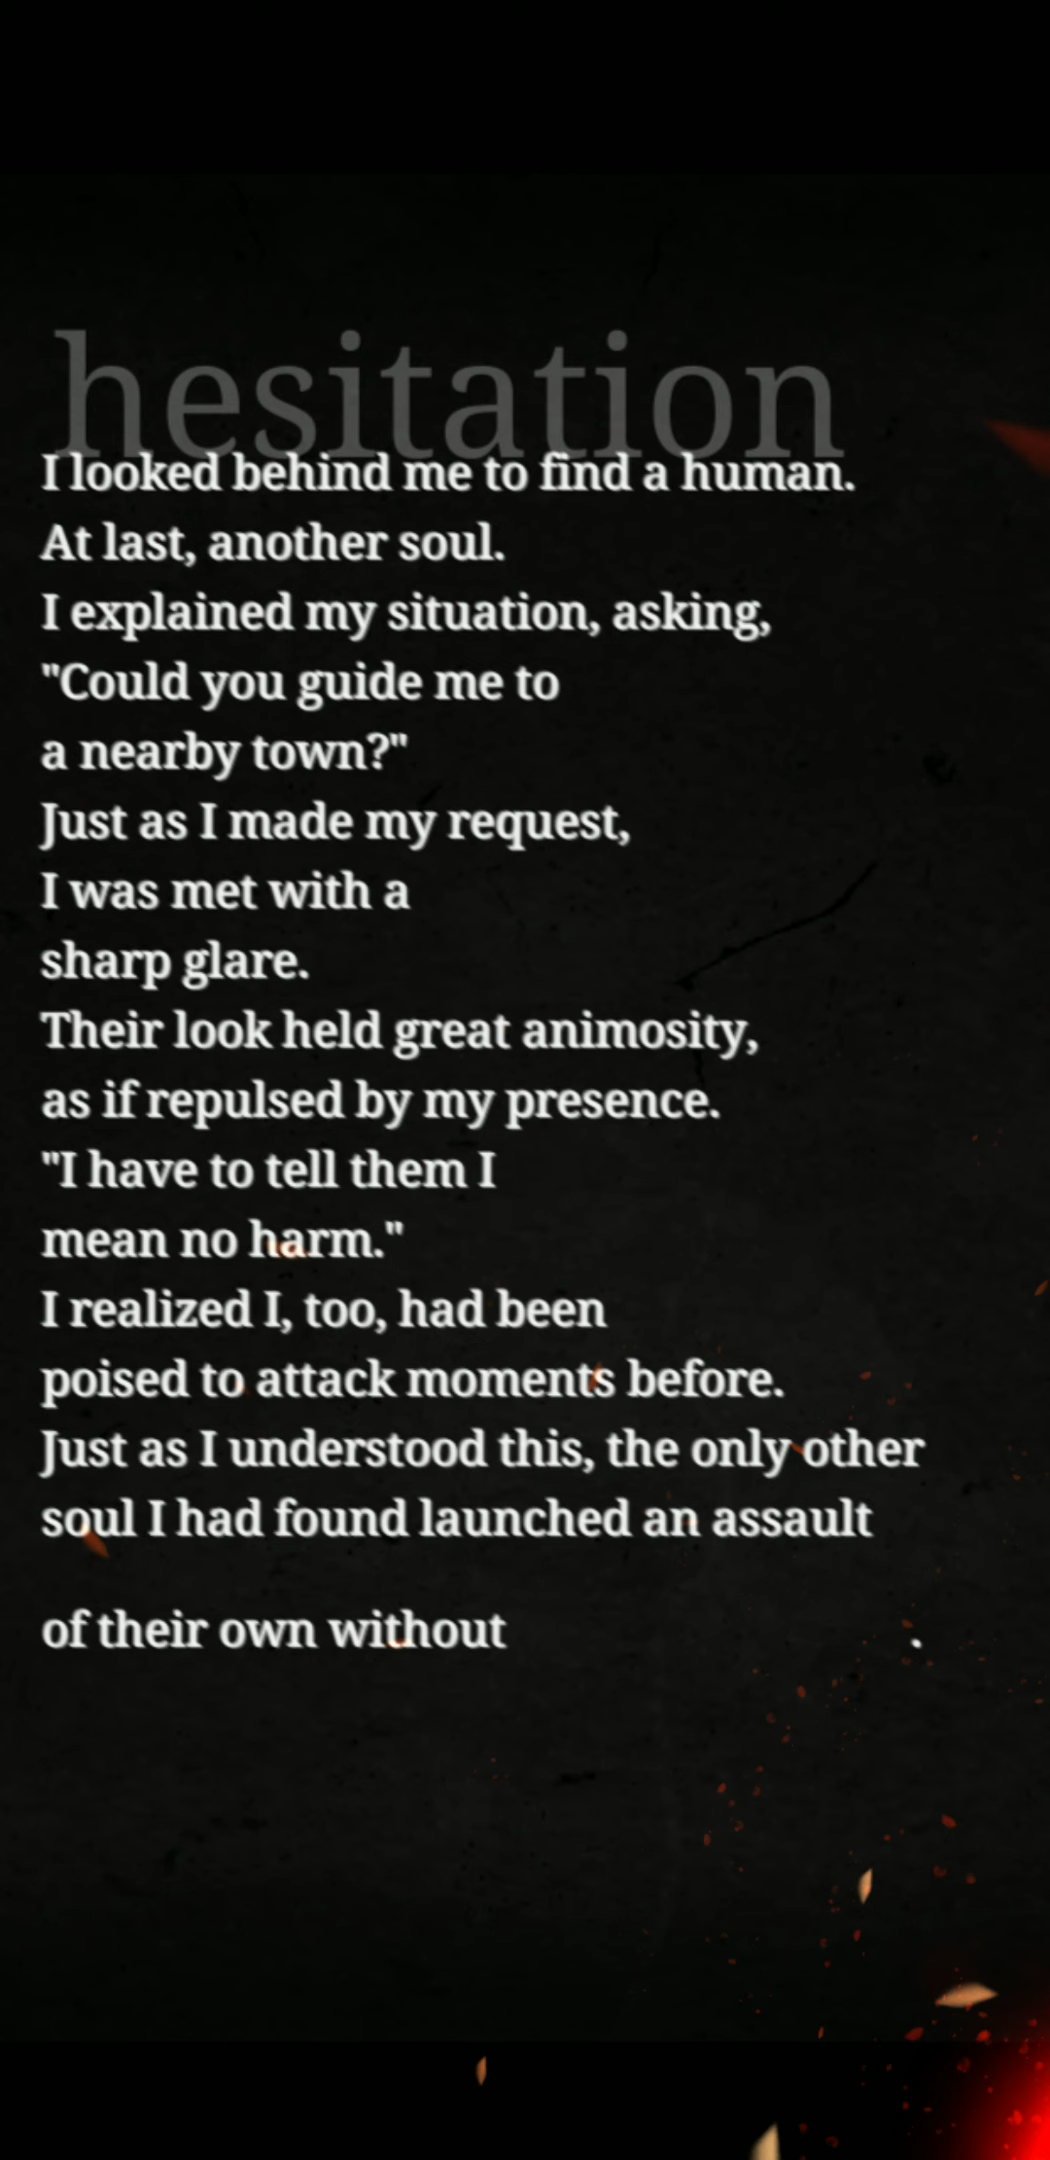 hesitation
I looked behind me to find a human.
At last, another soul.
I explained my situation, asking,
"Could you guide me to
a nearby town?"
Just as I made my request,
I was met with a
sharp glare.
Their look held great animosity,
as if repulsed by my presence.
"I have to tell them I
mean no harm."
I realized I, too, had been
poised to attack moments before.
Just as I understood this, the only other
soul I had found launched an assault
of their own without .